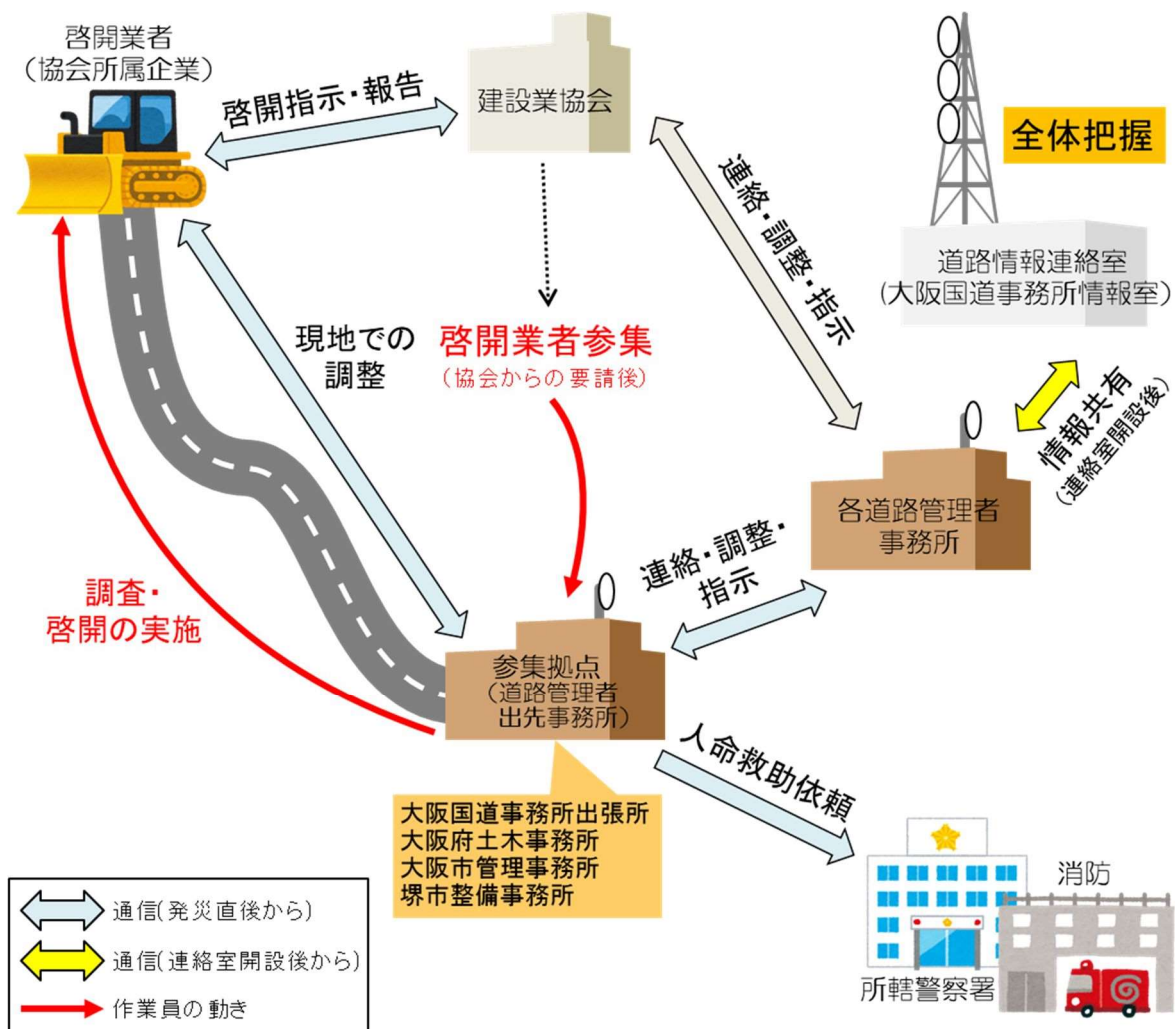 啓開業者
（協会所属企業）
啓開指示・報告
建設業協会
全体把握
道路情報連絡室
(大阪国道事務所情報室)
連絡・調整・指示
現地での
調整
啓開業者参集
（協会からの要請後）
情報共有
(連絡室開設後)
各道路管理者
事務所
連絡・調整・
指示
調査・
啓開の実施
参集拠点
（道路管理者
出先事務所）
人命救助依頼
大阪国道事務所出張所
大阪府土木事務所
大阪市管理事務所
堺市整備事務所
消防
所轄警察署
通信(発災直後から)
通信(連絡室開設後から)
作業員の動き